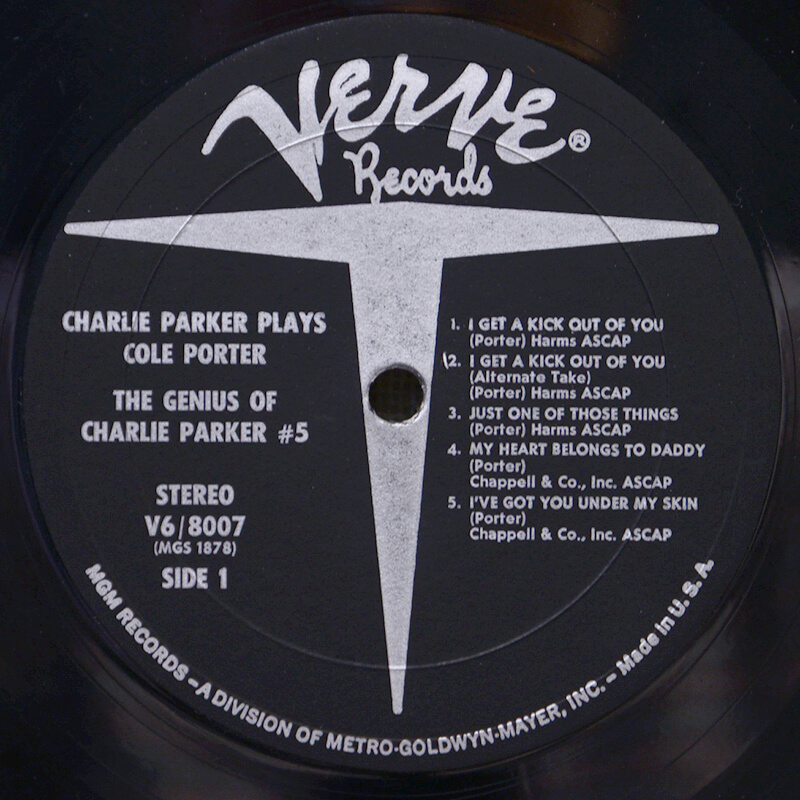 Verve®
Records
CHARLIE PARKER PLAYS
COLE PORTER
THE GENIUS OF
CHARLIE PARKER #5
STEREO
V6/8007
(MGS 1878)
SIDE 1
1. I GET A KICK OUT OF YOU
(Porter) Harms ASCAP
2. I GET A KICK OUT OF YOU
(Alternate Take)
(Porter) Harms ASCAP
3. JUST ONE OF THOSE THINGS
(Porter) Harms ASCAP
4. MY HEART BELONGS TO DADDY
(Porter)
Chappell & Co., Inc. ASCAP
5. I'VE GOT YOU UNDER MY SKIN
(Porter)
Chappell & Co., Inc. ASCAP
MGM RECORDS – A DIVISION OF METRO-GOLDWYN-MAYER, INC. – Made in U. S. A.